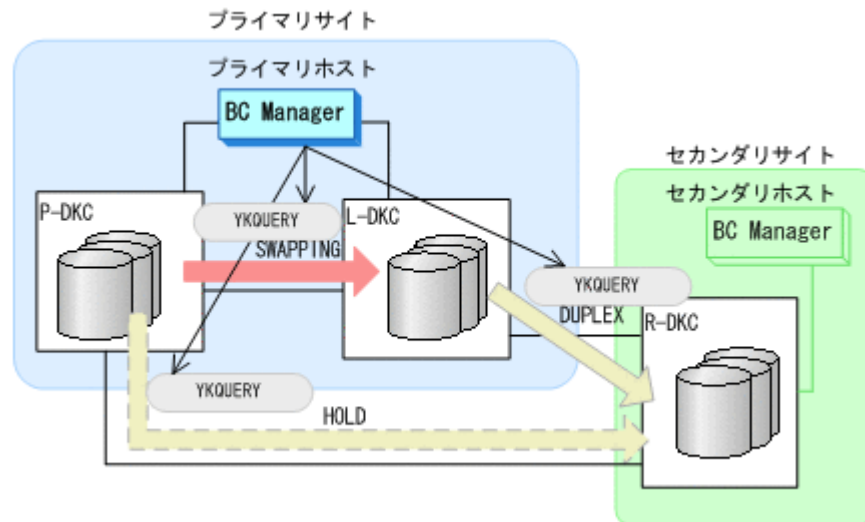 プライマリサイト
プライマリホスト
BC Manager
セカンダリサイト
セカンダリホスト
BC Manager
P-DKC
YKQUERY
L-DKC
SWAPPING
YKQUERY
DUPLEX
R-DKC
YKQUERY
HOLD